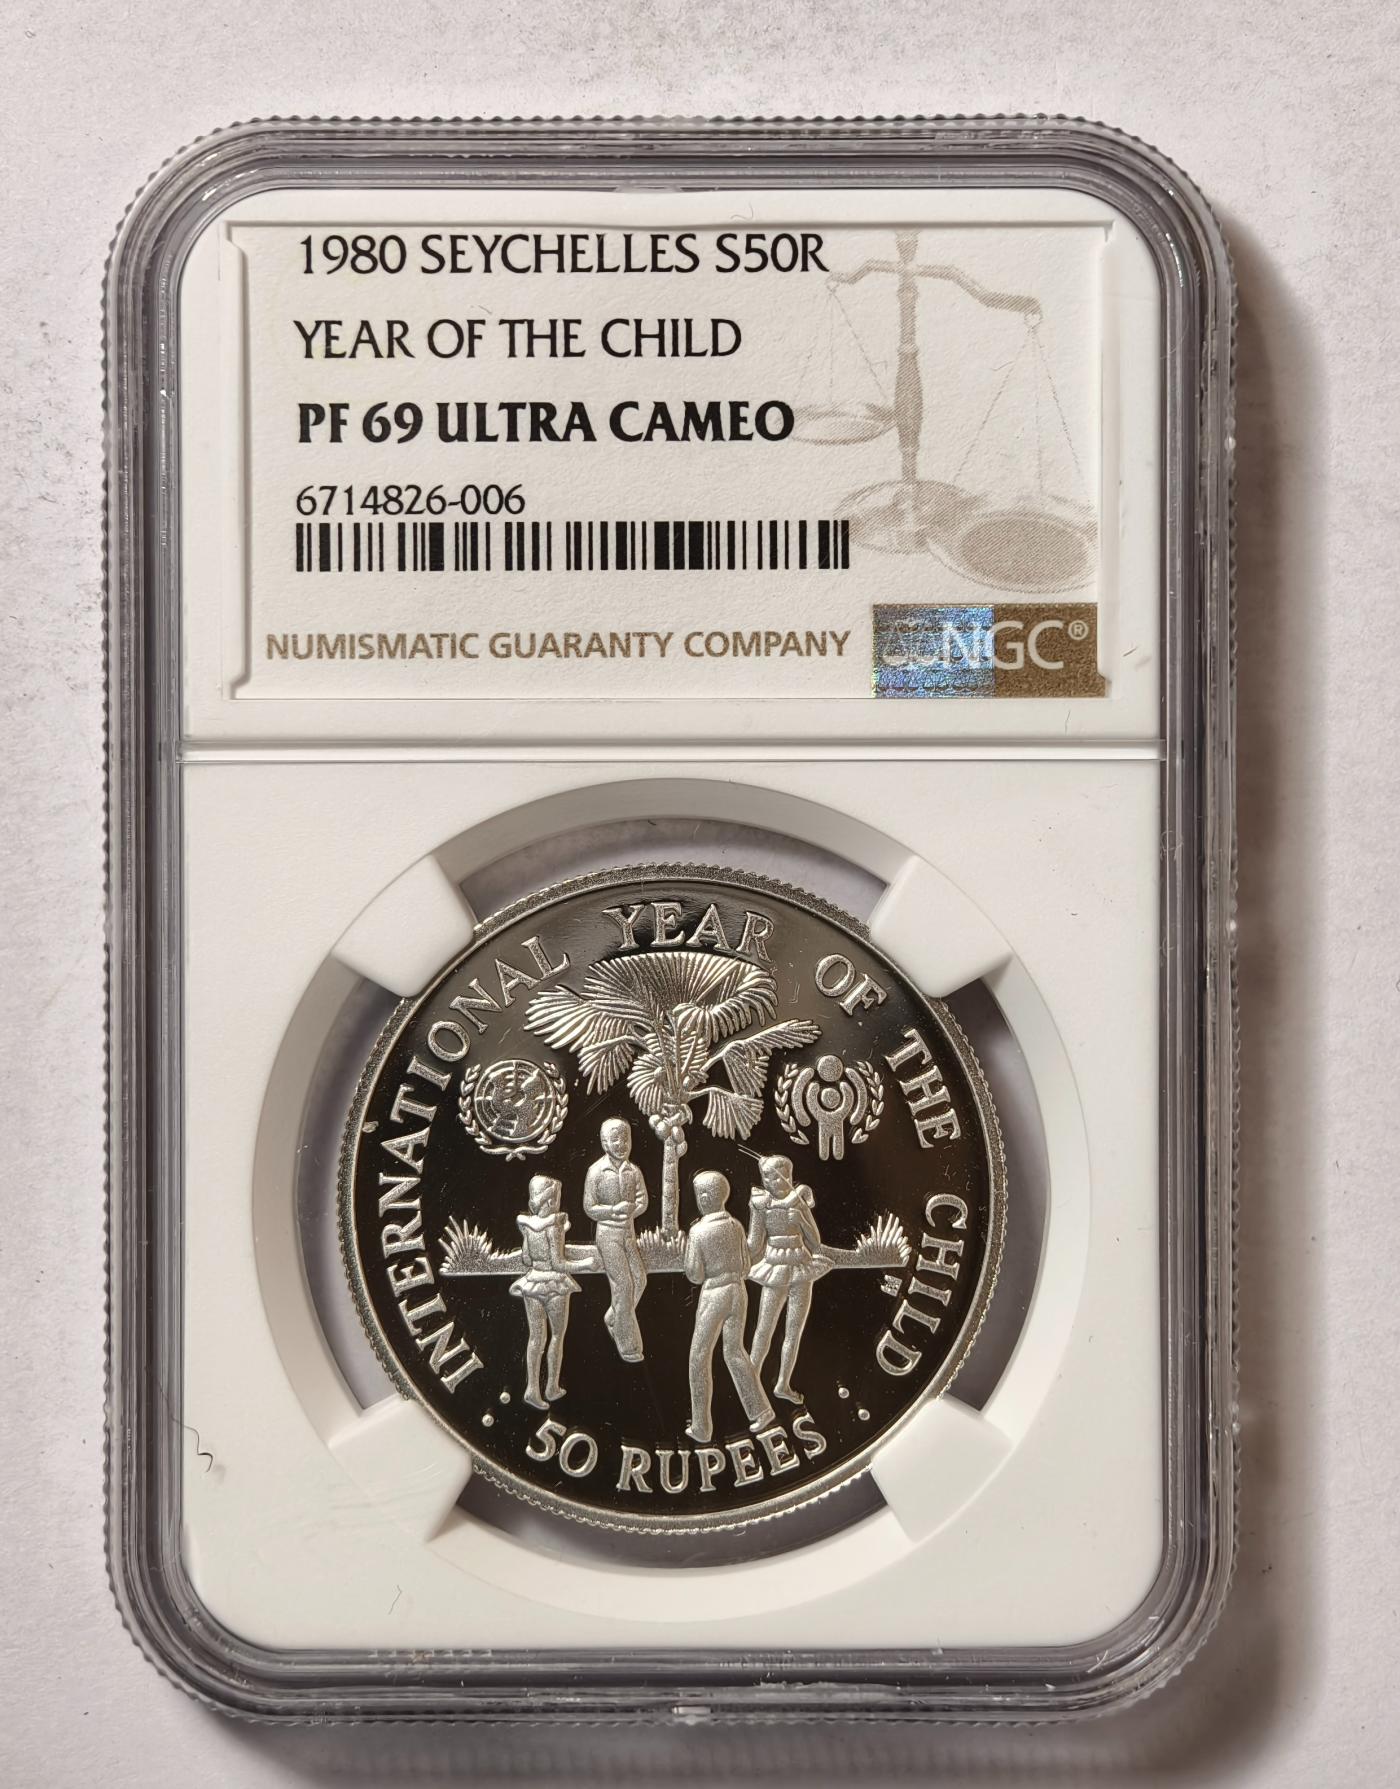 1980 SEYCHELLES S50R
YEAR OF THE CHILD
PF 69 ULTRA CAMEO
6714826-006
NUMISMATIC GUARANTY COMPANY
NGC®
INTERNATIONAL YEAR OF THE CHILD
50 RUPEES